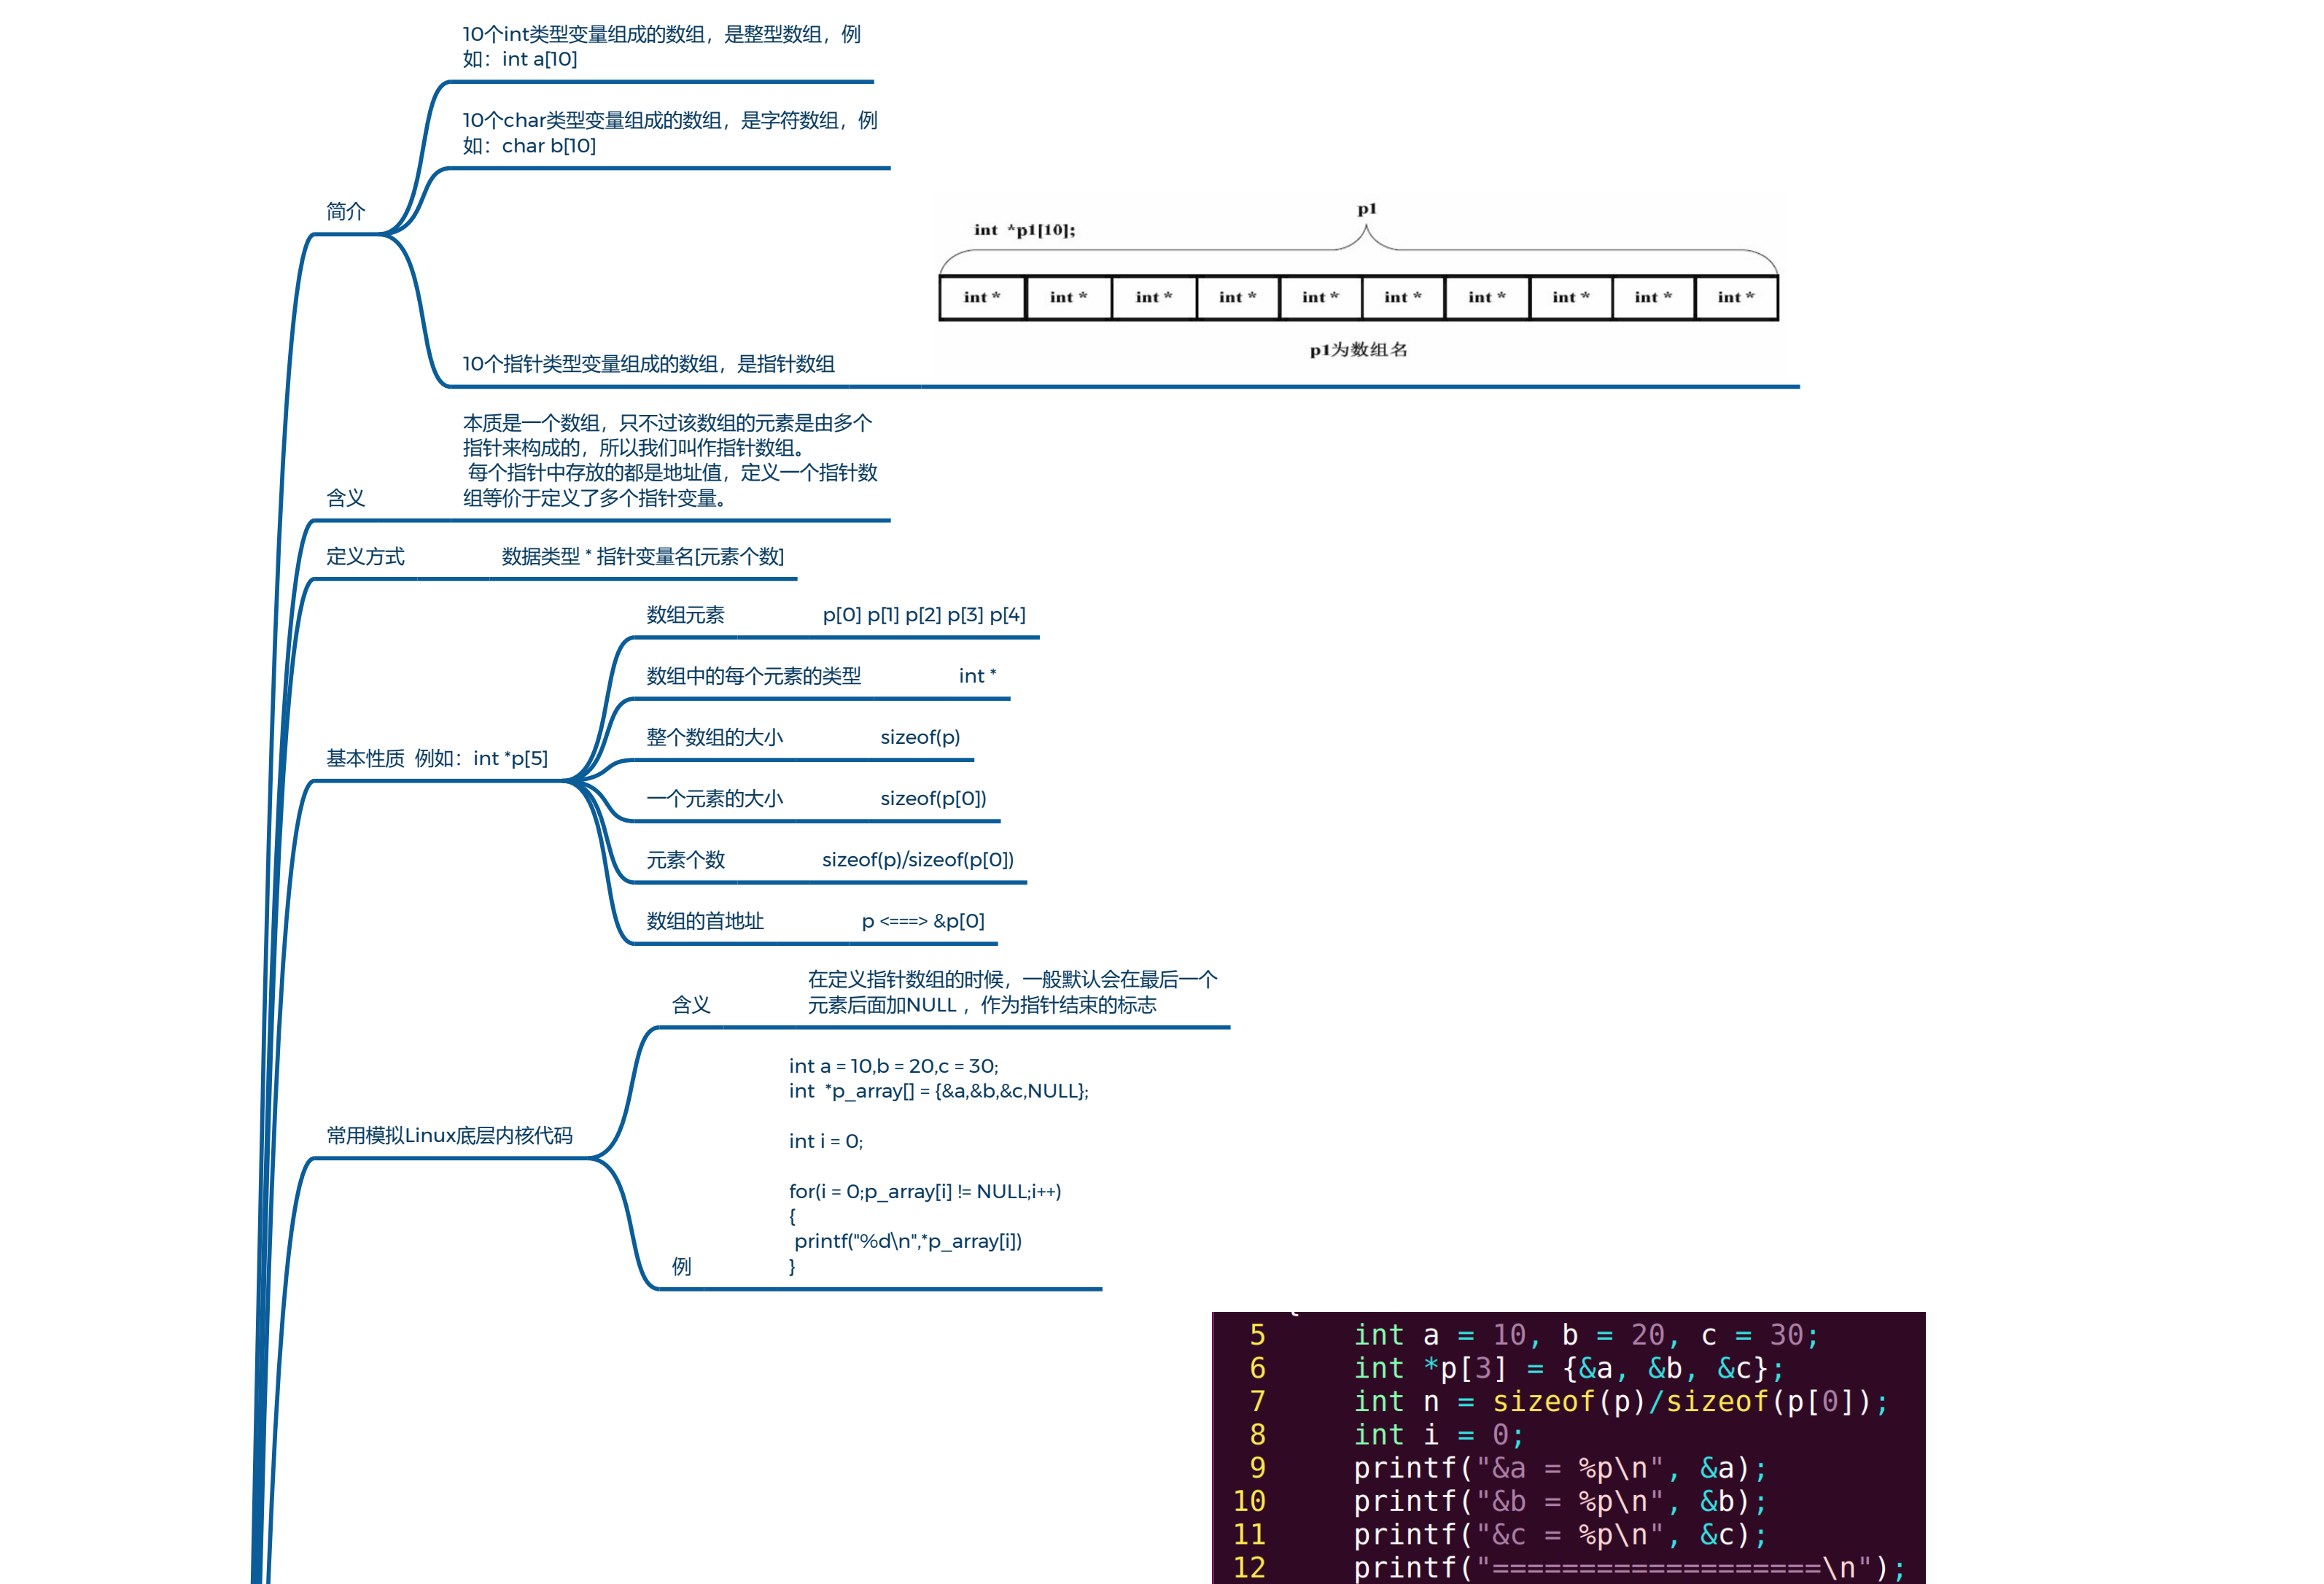 10个int类型变量组成的数组，是整型数组，例
如：int a[10]
10个char类型变量组成的数组，是字符数组，例
如：char b[10]
简介
p1
int *p1[10];
int * int * int * int * int * int * int * int * int * int *
p1为数组名
10个指针类型变量组成的数组，是指针数组
本质是一个数组，只不过该数组的元素是由多个
指针来构成的，所以我们叫作指针数组。
每个指针中存放的都是地址值，定义一个指针数
组等价于定义了多个指针变量。
含义
定义方式 数据类型 * 指针变量名[元素个数]
数组元素 p[0] p[1] p[2] p[3] p[4]
数组中的每个元素的类型 int *
整个数组的大小 sizeof(p)
基本性质 例如：int *p[5]
一个元素的大小 sizeof(p[0])
元素个数 sizeof(p)/sizeof(p[0])
数组的首地址 p <===> &p[0]
在定义指针数组的时候，一般默认会在最后一个
元素后面加NULL ，作为指针结束的标志
含义
int a = 10,b = 20,c = 30;
int  *p_array[] = {&a,&b,&c,NULL};
常用模拟Linux底层内核代码
int i = 0;
for(i = 0;p_array[i] != NULL;i++)
{
printf("%d\n",*p_array[i])
}
例
5 int a = 10, b = 20, c = 30;
6 int *p[3] = {&a, &b, &c};
7 int n = sizeof(p)/sizeof(p[0]);
8 int i = 0;
9 printf("&a = %p\n", &a);
10 printf("&b = %p\n", &b);
11 printf("&c = %p\n", &c);
12 printf("===================\n");